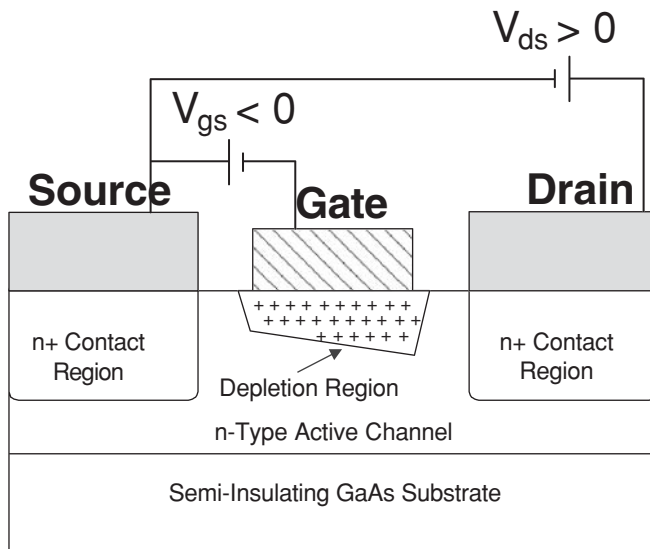 V_ds > 0
V_gs < 0
Source
Gate
Drain
+ + + + + + + + + +
+ + + + + + + + + +
+ + + + + +
n+ Contact
Region
n+ Contact
Region
Depletion Region
n-Type Active Channel
Semi-Insulating GaAs Substrate